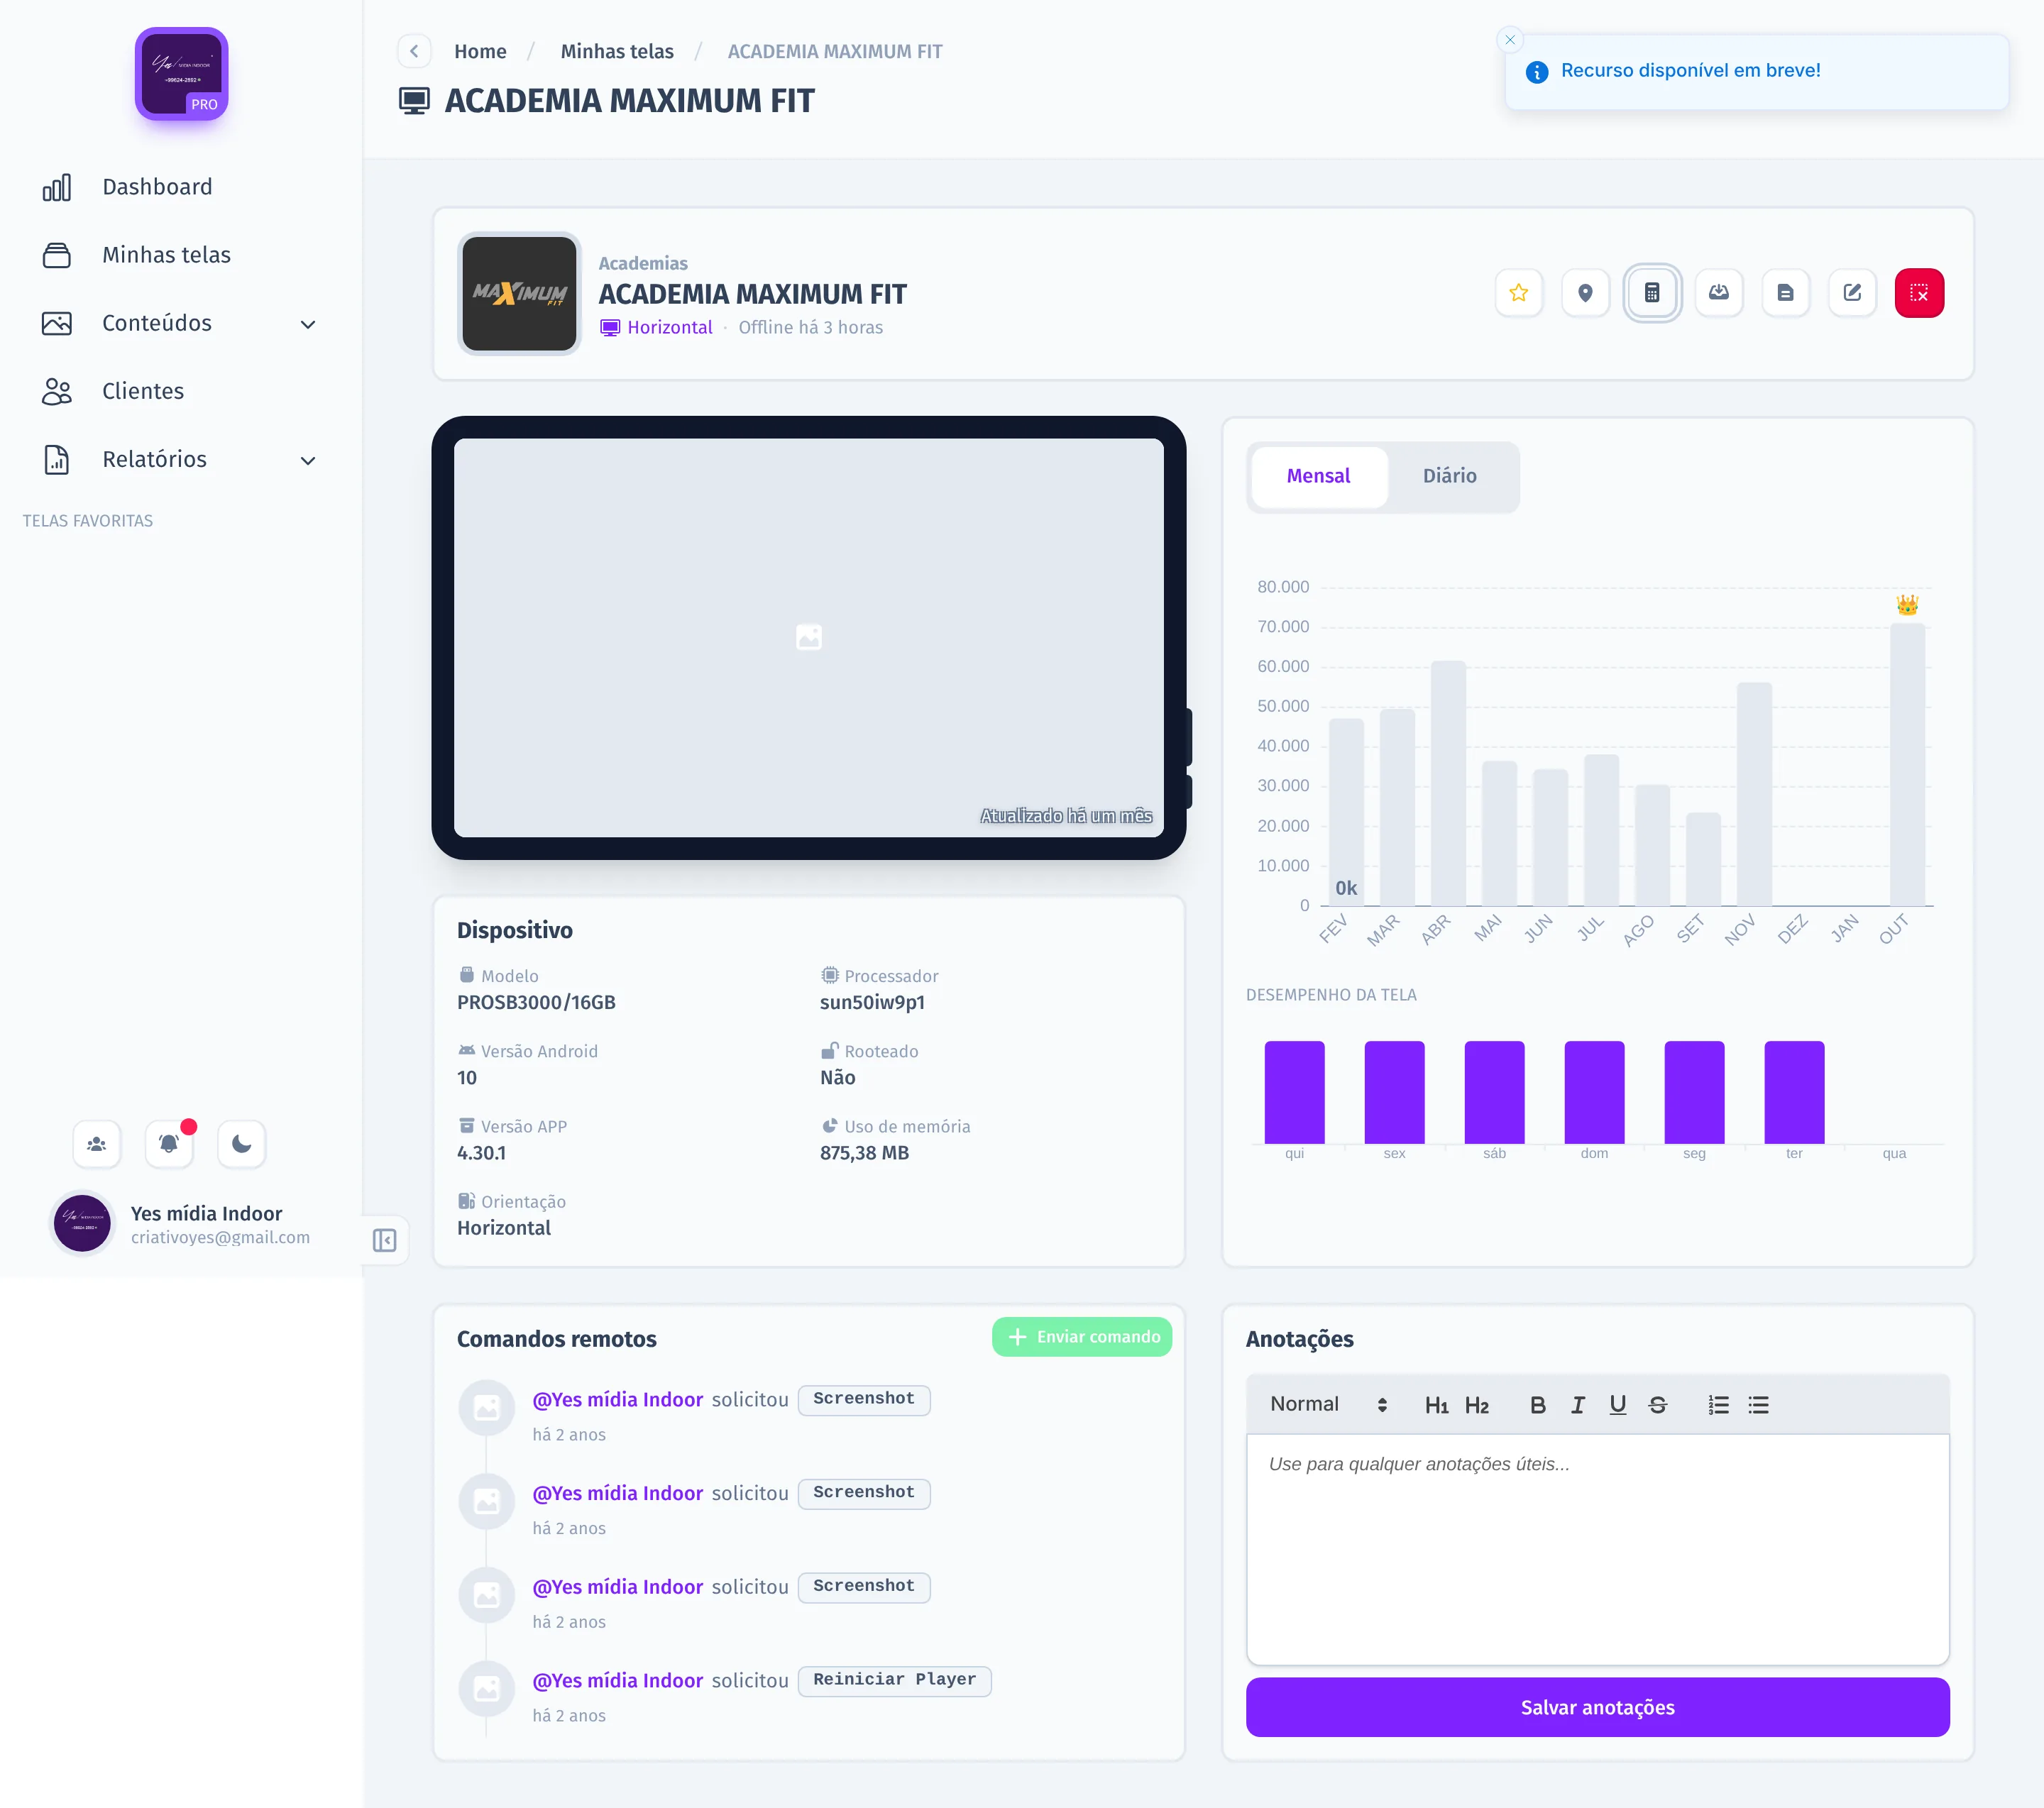 Yes MÍDIA INDOOR
PRO
Dashboard
Minhas telas
Conteúdos
Clientes
Relatórios
TELAS FAVORITAS
Yes mídia Indoor
criativoyes@gmail.com
Home / Minhas telas / ACADEMIA MAXIMUM FIT
ACADEMIA MAXIMUM FIT
Recurso disponível em breve!
MAXIMUM
FIT
Academias
ACADEMIA MAXIMUM FIT
Horizontal · Offline há 3 horas
Atualizado há um mês
Mensal Diário
80.000
70.000
60.000
50.000
40.000
30.000
20.000
10.000
0
0k
FEV MAR ABR MAI JUN JUL AGO SET NOV DEZ JAN OUT
DESEMPENHO DA TELA
qui sex sáb dom seg ter qua
Dispositivo
Modelo
PROSB3000/16GB
Processador
sun50iw9p1
Versão Android
10
Rooteado
Não
Versão APP
4.30.1
Uso de memória
875,38 MB
Orientação
Horizontal
Comandos remotos
Enviar comando
@Yes mídia Indoor solicitou Screenshot
há 2 anos
@Yes mídia Indoor solicitou Screenshot
há 2 anos
@Yes mídia Indoor solicitou Screenshot
há 2 anos
@Yes mídia Indoor solicitou Reiniciar Player
há 2 anos
Anotações
Normal H1 H2 B I U S
Use para qualquer anotações úteis...
Salvar anotações